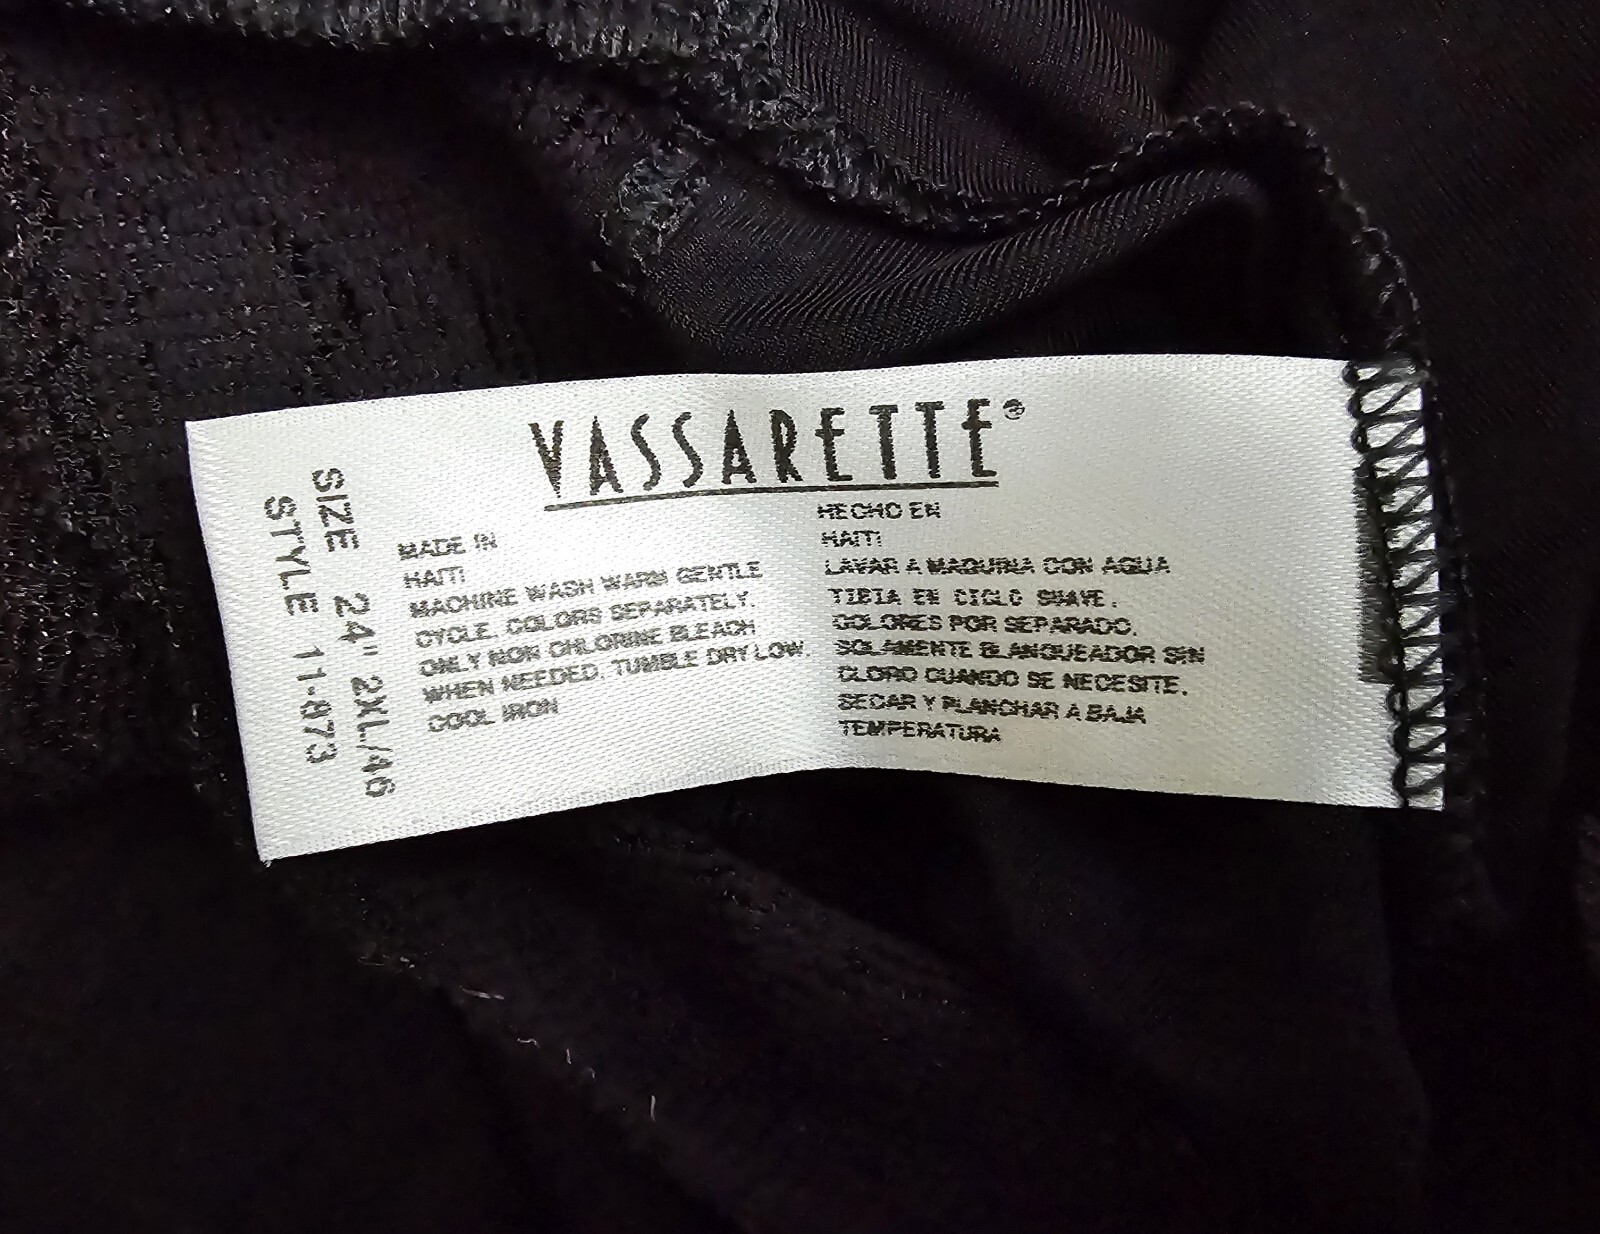 VASSARETTE®
MADE IN
HAITI
MACHINE WASH WARM GENTLE
CYCLE. COLORS SEPARATELY.
ONLY NON CHLORINE BLEACH
WHEN NEEDED. TUMBLE DRY LOW.
COOL IRON
HECHO EN
HAITI
LAVAR A MAQUINA CON AGUA
TIBIA EN CICLO SUAVE.
COLORES POR SEPARADO.
SOLAMENTE BLANQUEADOR SIN
CLORO CUANDO SE NECESITE.
SECAR Y PLANCHAR A BAJA
TEMPERATURA
SIZE 24" 2XL/46
STYLE 11-873